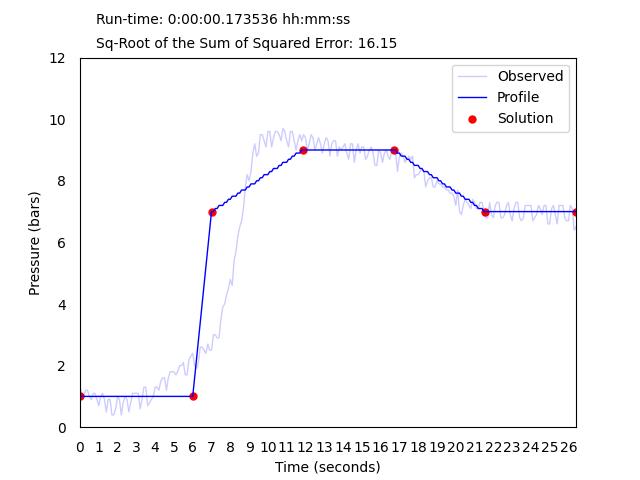 Run-time: 0:00:00.173536 hh:mm:ss
Sq-Root of the Sum of Squared Error: 16.15
Observed
Profile
Solution
12
10
8
6
4
2
0
Pressure (bars)
0 1 2 3 4 5 6 7 8 9 10 11 12 13 14 15 16 17 18 19 20 21 22 23 24 25 26
Time (seconds)